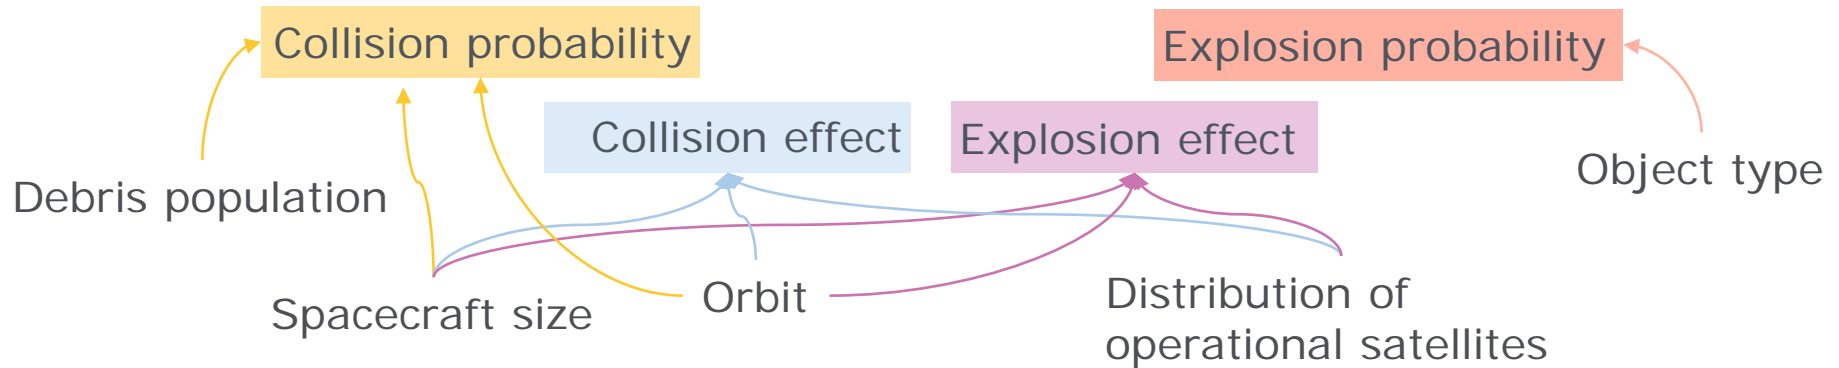 Collision probability
Explosion probability
Collision effect
Explosion effect
Debris population
Object type
Spacecraft size
Orbit
Distribution of
operational satellites